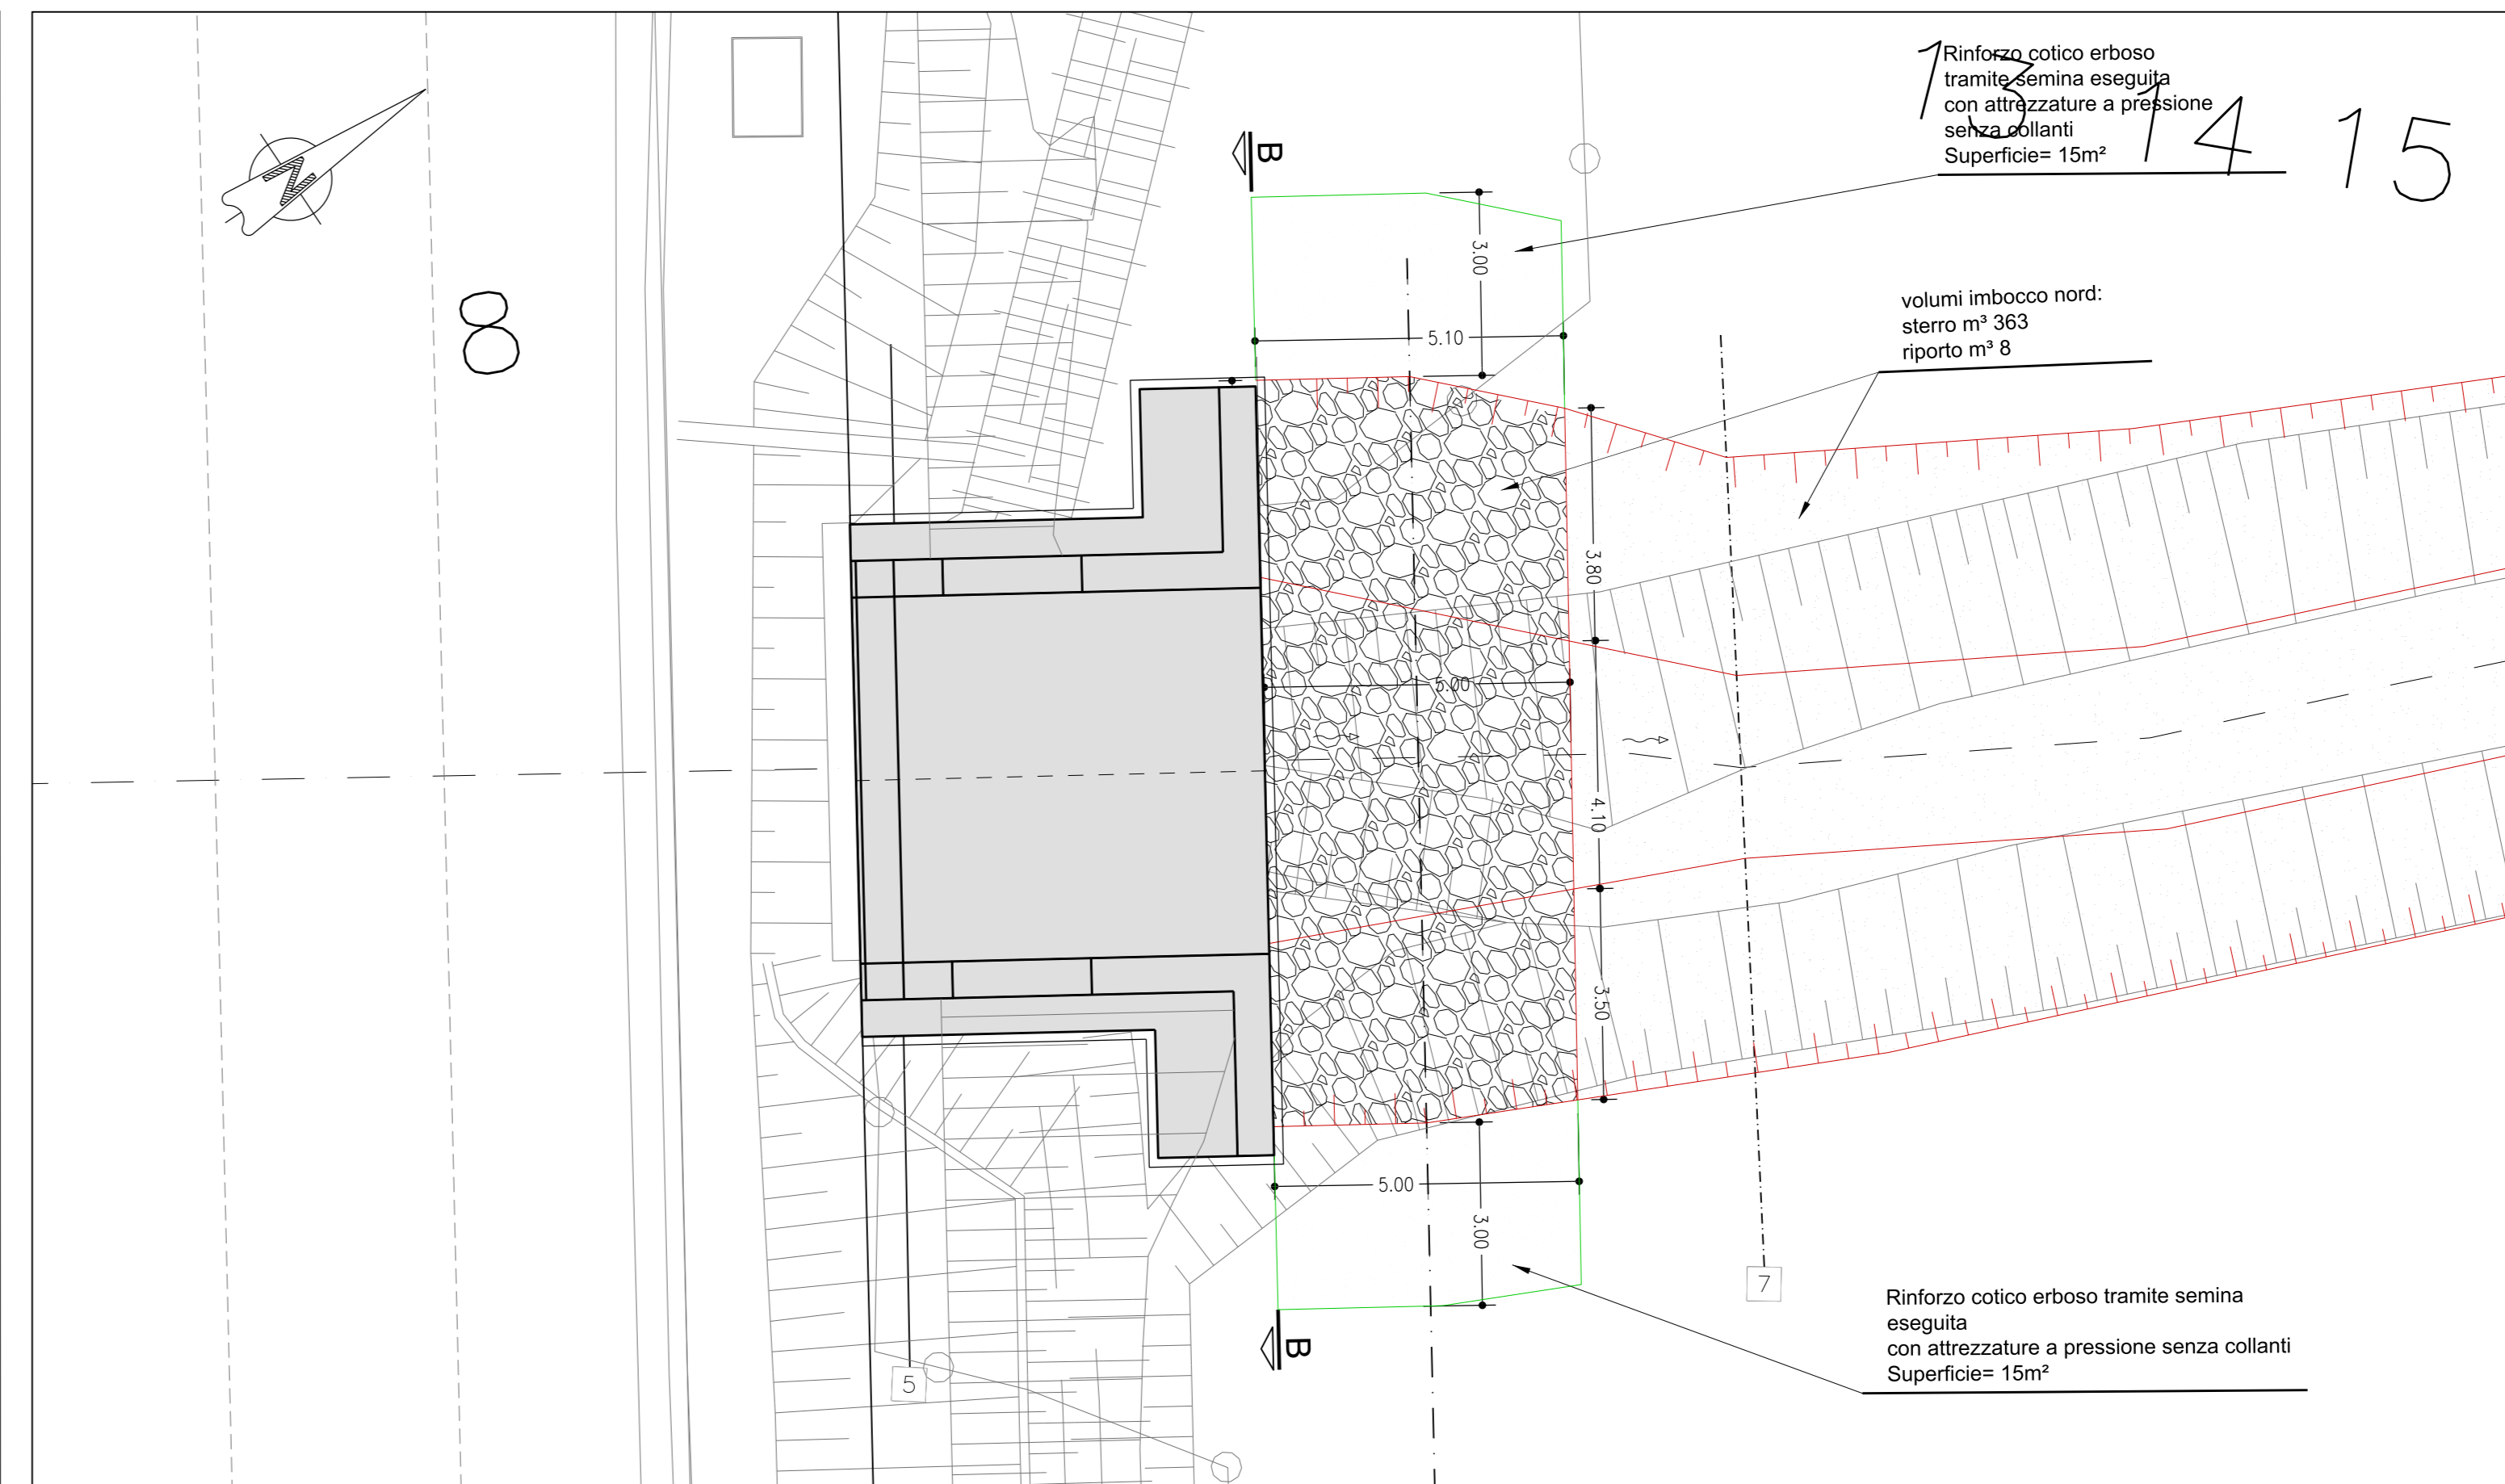 Rinforzo cotico erboso
tramite semina eseguita
con attrezzature a pressione
senza collanti
Superficie= 15m²
13
14
15
N
8
B
3.00
5.10
volumi imbocco nord:
sterro m³ 363
riporto m³ 8
3.80
5.00
4.10
3.50
5.00
3.00
7
B
5
Rinforzo cotico erboso tramite semina
eseguita
con attrezzature a pressione senza collanti
Superficie= 15m²